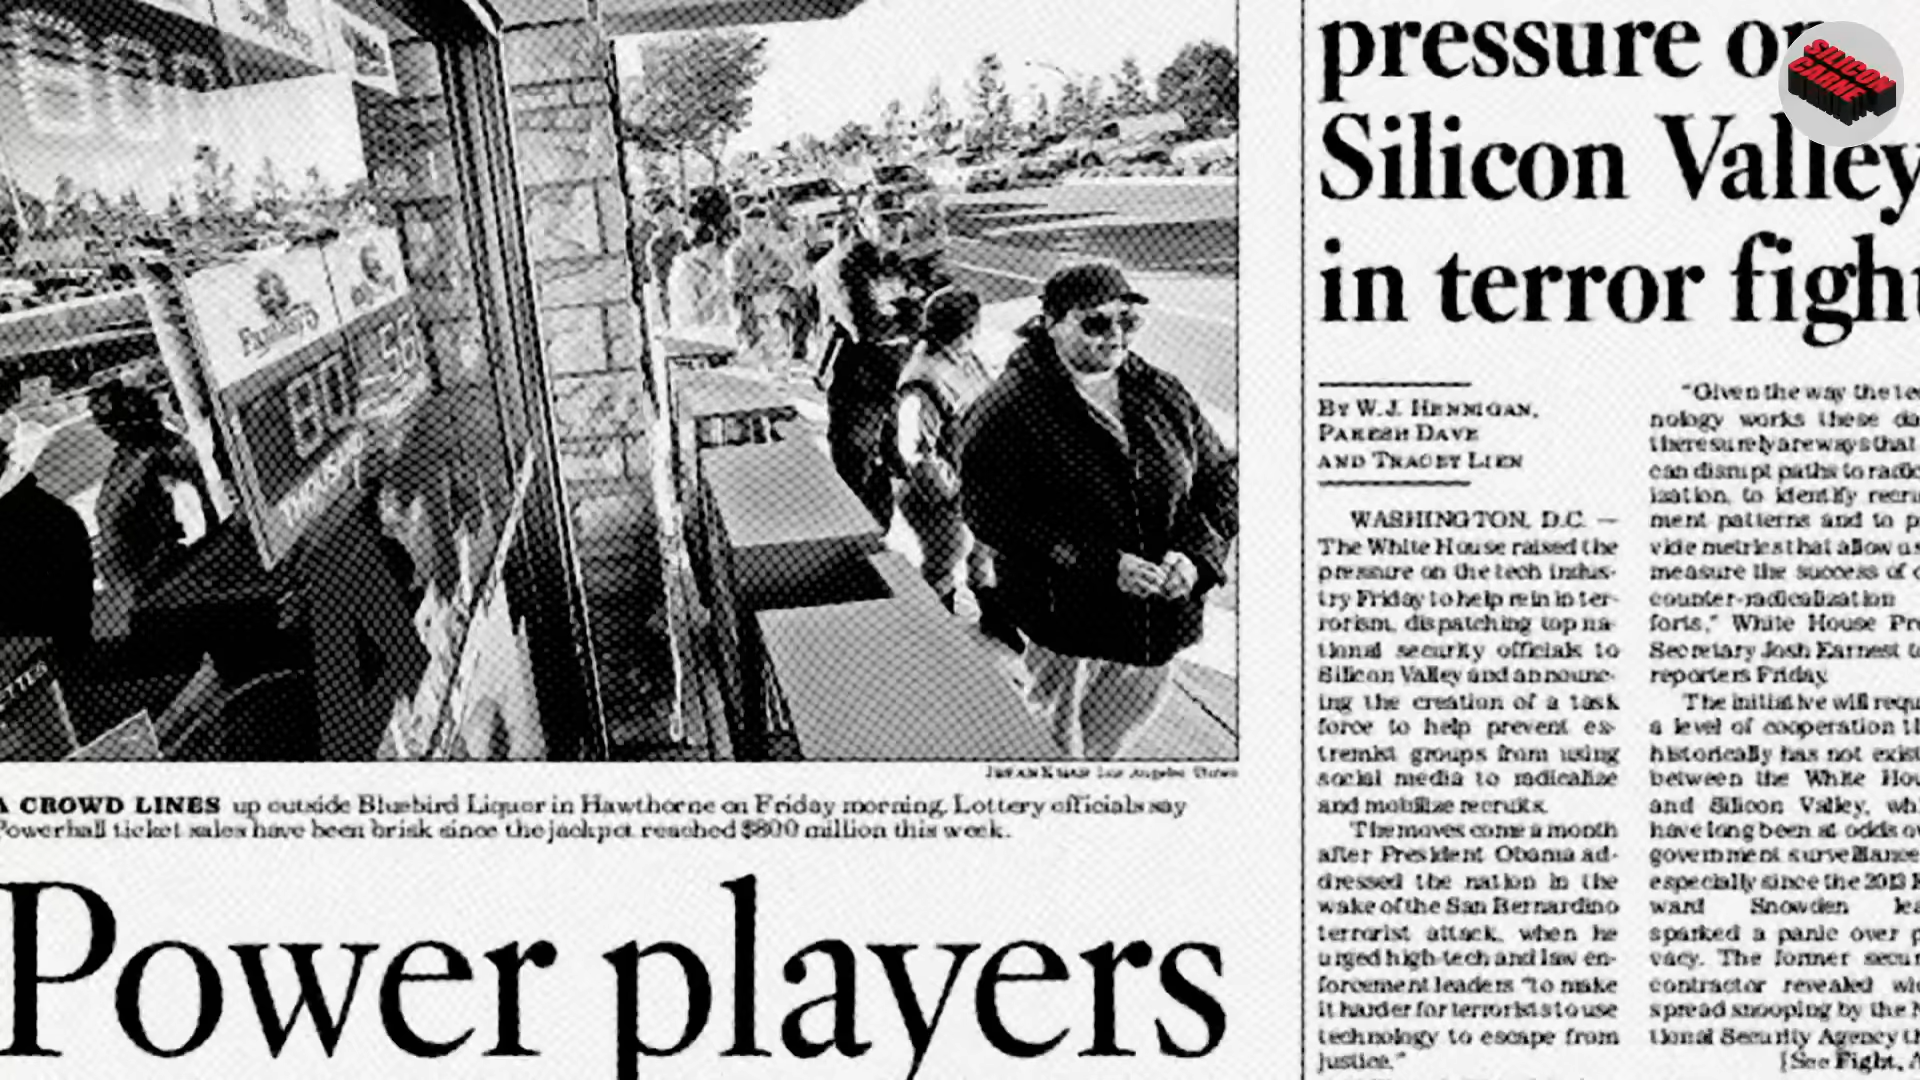 80
THOUSAND
A CROWD LINES up outside Bluebird Liquor in Hawthorne on Friday morning. Lottery officials say
Powerball ticket sales have been brisk since the jackpot reached $800 million this week.
Power players
pressure on
Silicon Valley
in terror fight
SILICON
CARNE
BY W.J. HENNIGAN,
PARESH DAVE
AND TRACEY LIEN
WASHINGTON, D.C. —
The White House raised the
pressure on the tech indus-
try Friday to help rein in ter-
rorism, dispatching top na-
tional security officials to
Silicon Valley and announc-
ing the creation of a task
force to help prevent ex-
tremist groups from using
social media to radicalize
and mobilize recruits.
The moves come a month
after President Obama ad-
dressed the nation in the
wake of the San Bernardino
terrorist attack, when he
urged high-tech and law en-
forcement leaders "to make
it harder for terrorists to use
technology to escape from
justice."
"Given the way the tec
nology works these da
there surely are ways that
can disrupt paths to radic
ization, to identify recru
ment patterns and to p
vide metrics that allow us
measure the success of c
counter-radicalization
forts," White House Pre
Secretary Josh Earnest to
reporters Friday.
The initiative will requ
a level of cooperation th
historically has not exist
between the White Hou
and Silicon Valley, wh
have long been at odds ov
government surveillance
especially since the 2013 E
ward Snowden lea
sparked a panic over p
vacy. The former secur
contractor revealed wi
spread snooping by the N
tional Security Agency th
[See Fight, A